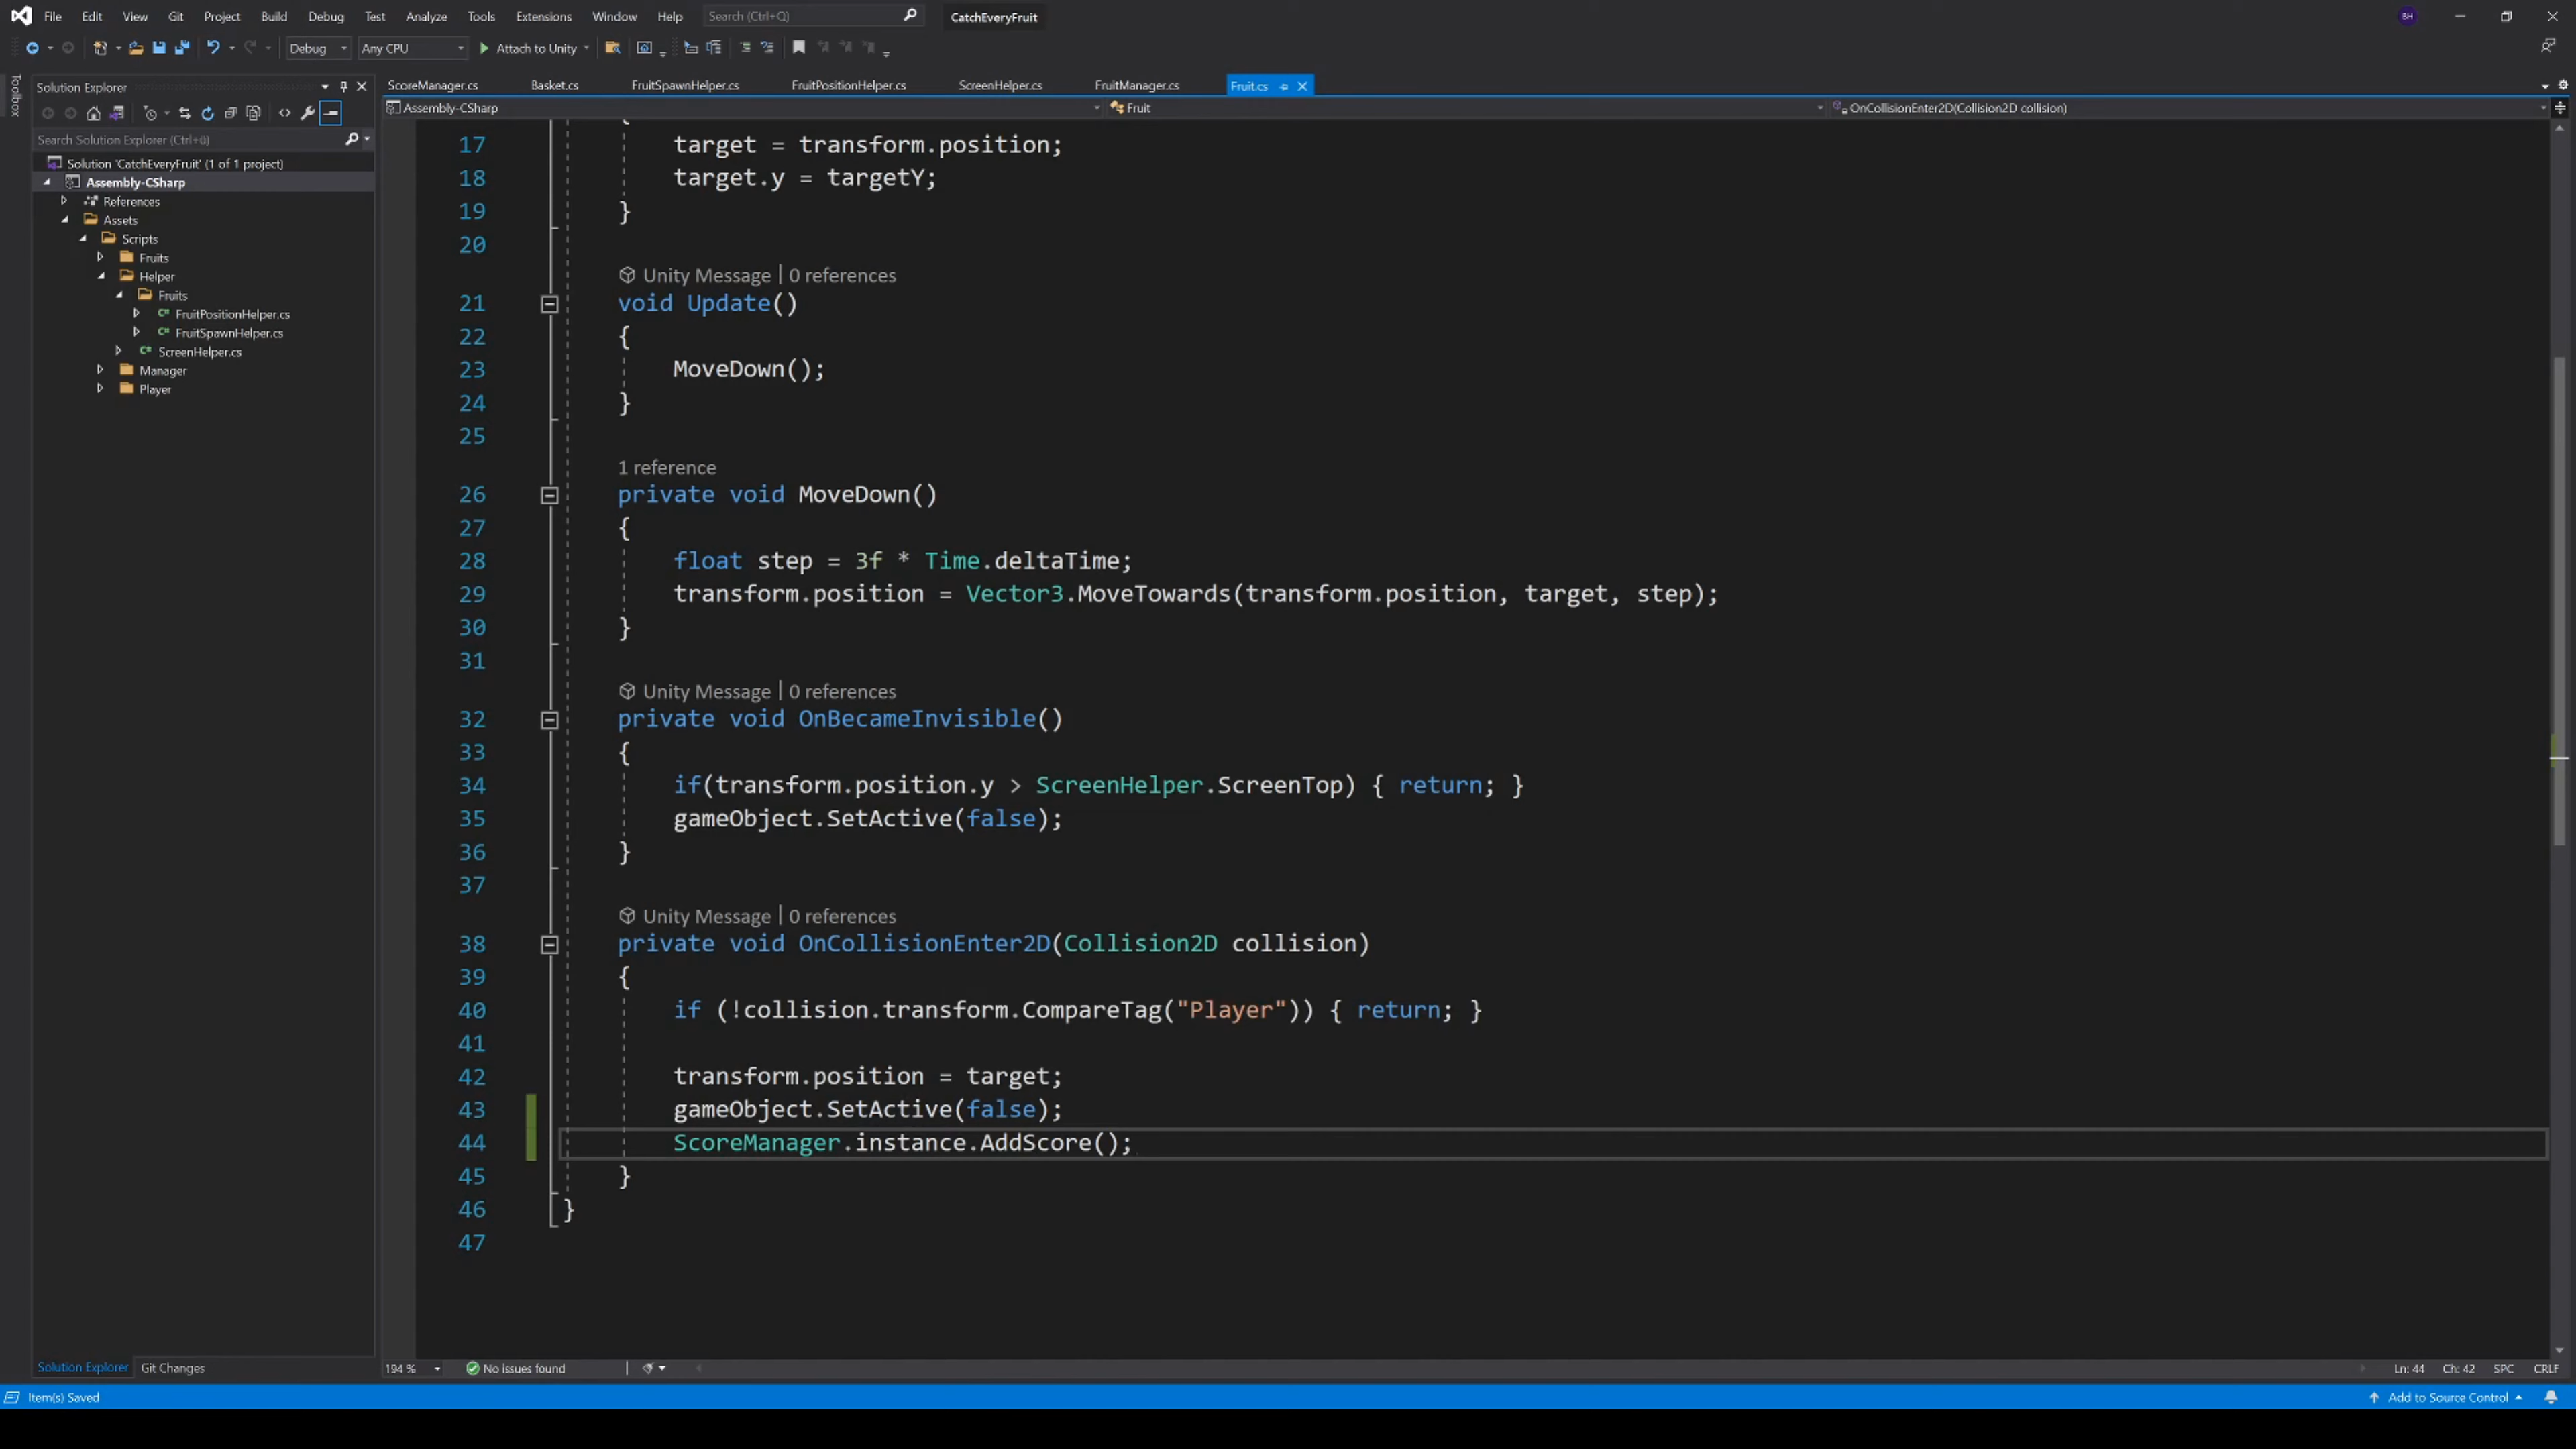 File Edit View Git Project Build Debug Test Analyze Tools Extensions Window Help Search (Ctrl+Q) CatchEveryFruit BH
Debug Any CPU Attach to Unity
Toolbox
Solution Explorer
Search Solution Explorer (Ctrl+ü)
Solution 'CatchEveryFruit' (1 of 1 project)
Assembly-CSharp
References
Assets
Scripts
Fruits
Helper
Fruits
C# FruitPositionHelper.cs
C# FruitSpawnHelper.cs
C# ScreenHelper.cs
Manager
Player
Solution Explorer Git Changes
ScoreManager.cs Basket.cs FruitSpawnHelper.cs FruitPositionHelper.cs ScreenHelper.cs FruitManager.cs Fruit.cs
Assembly-CSharp Fruit OnCollisionEnter2D(Collision2D collision)
{
17 target = transform.position;
18 target.y = targetY;
19 }
20
Unity Message | 0 references
21 void Update()
22 {
23 MoveDown();
24 }
25
1 reference
26 private void MoveDown()
27 {
28 float step = 3f * Time.deltaTime;
29 transform.position = Vector3.MoveTowards(transform.position, target, step);
30 }
31
Unity Message | 0 references
32 private void OnBecameInvisible()
33 {
34 if(transform.position.y > ScreenHelper.ScreenTop) { return; }
35 gameObject.SetActive(false);
36 }
37
Unity Message | 0 references
38 private void OnCollisionEnter2D(Collision2D collision)
39 {
40 if (!collision.transform.CompareTag("Player")) { return; }
41
42 transform.position = target;
43 gameObject.SetActive(false);
44 ScoreManager.instance.AddScore();
45 }
46 }
47
194 % No issues found Ln: 44 Ch: 42 SPC CRLF
Item(s) Saved Add to Source Control